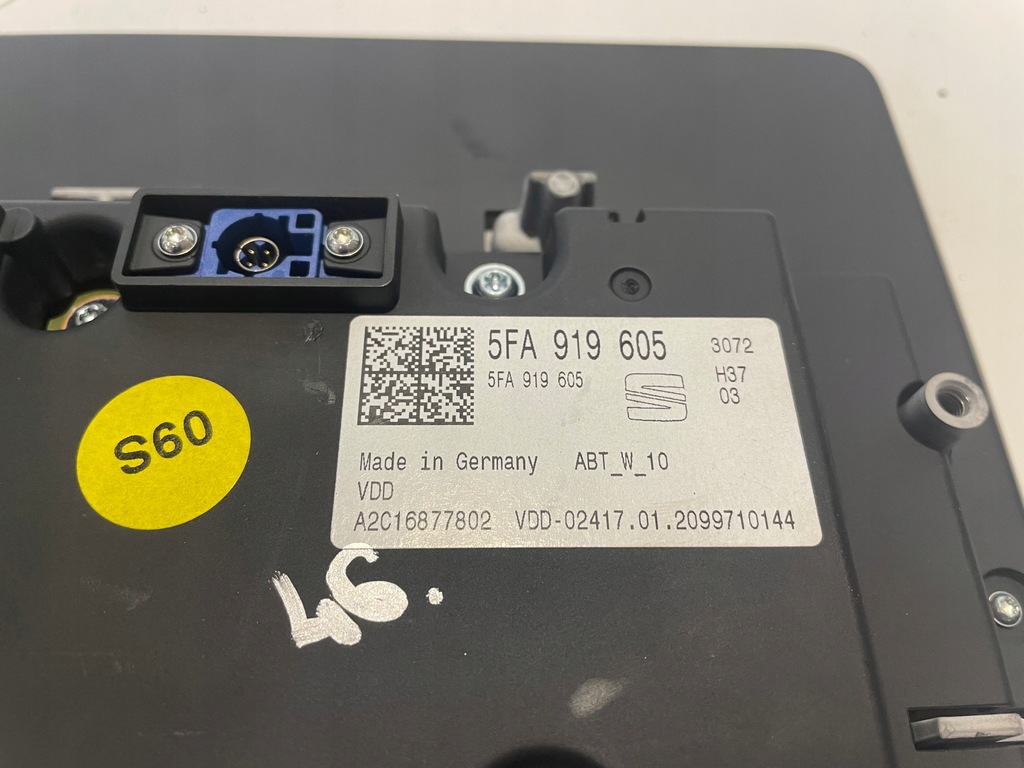 5FA 919 605
3072
5FA 919 605
H37
03
Made in Germany ABT_W_10
VDD
A2C16877802 VDD-02417.01.2099710144
S60
46.